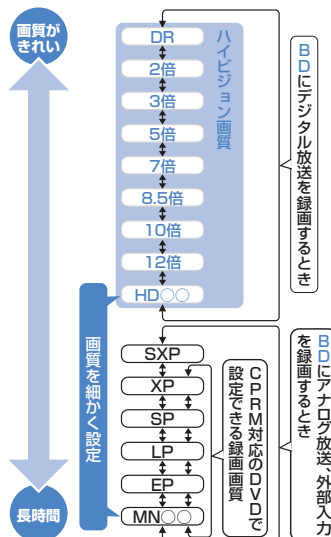 画質が
きれい
ハイビジョン画質
DR
2倍
3倍
5倍
7倍
8.5倍
10倍
12倍
HD○○
BDにデジタル放送を録画するとき
画質を細かく設定
SXP
XP
SP
LP
EP
MN○○
CPRM対応のDVDで
設定できる録画画質
BDにアナログ放送、外部入力
を録画するとき
長時間